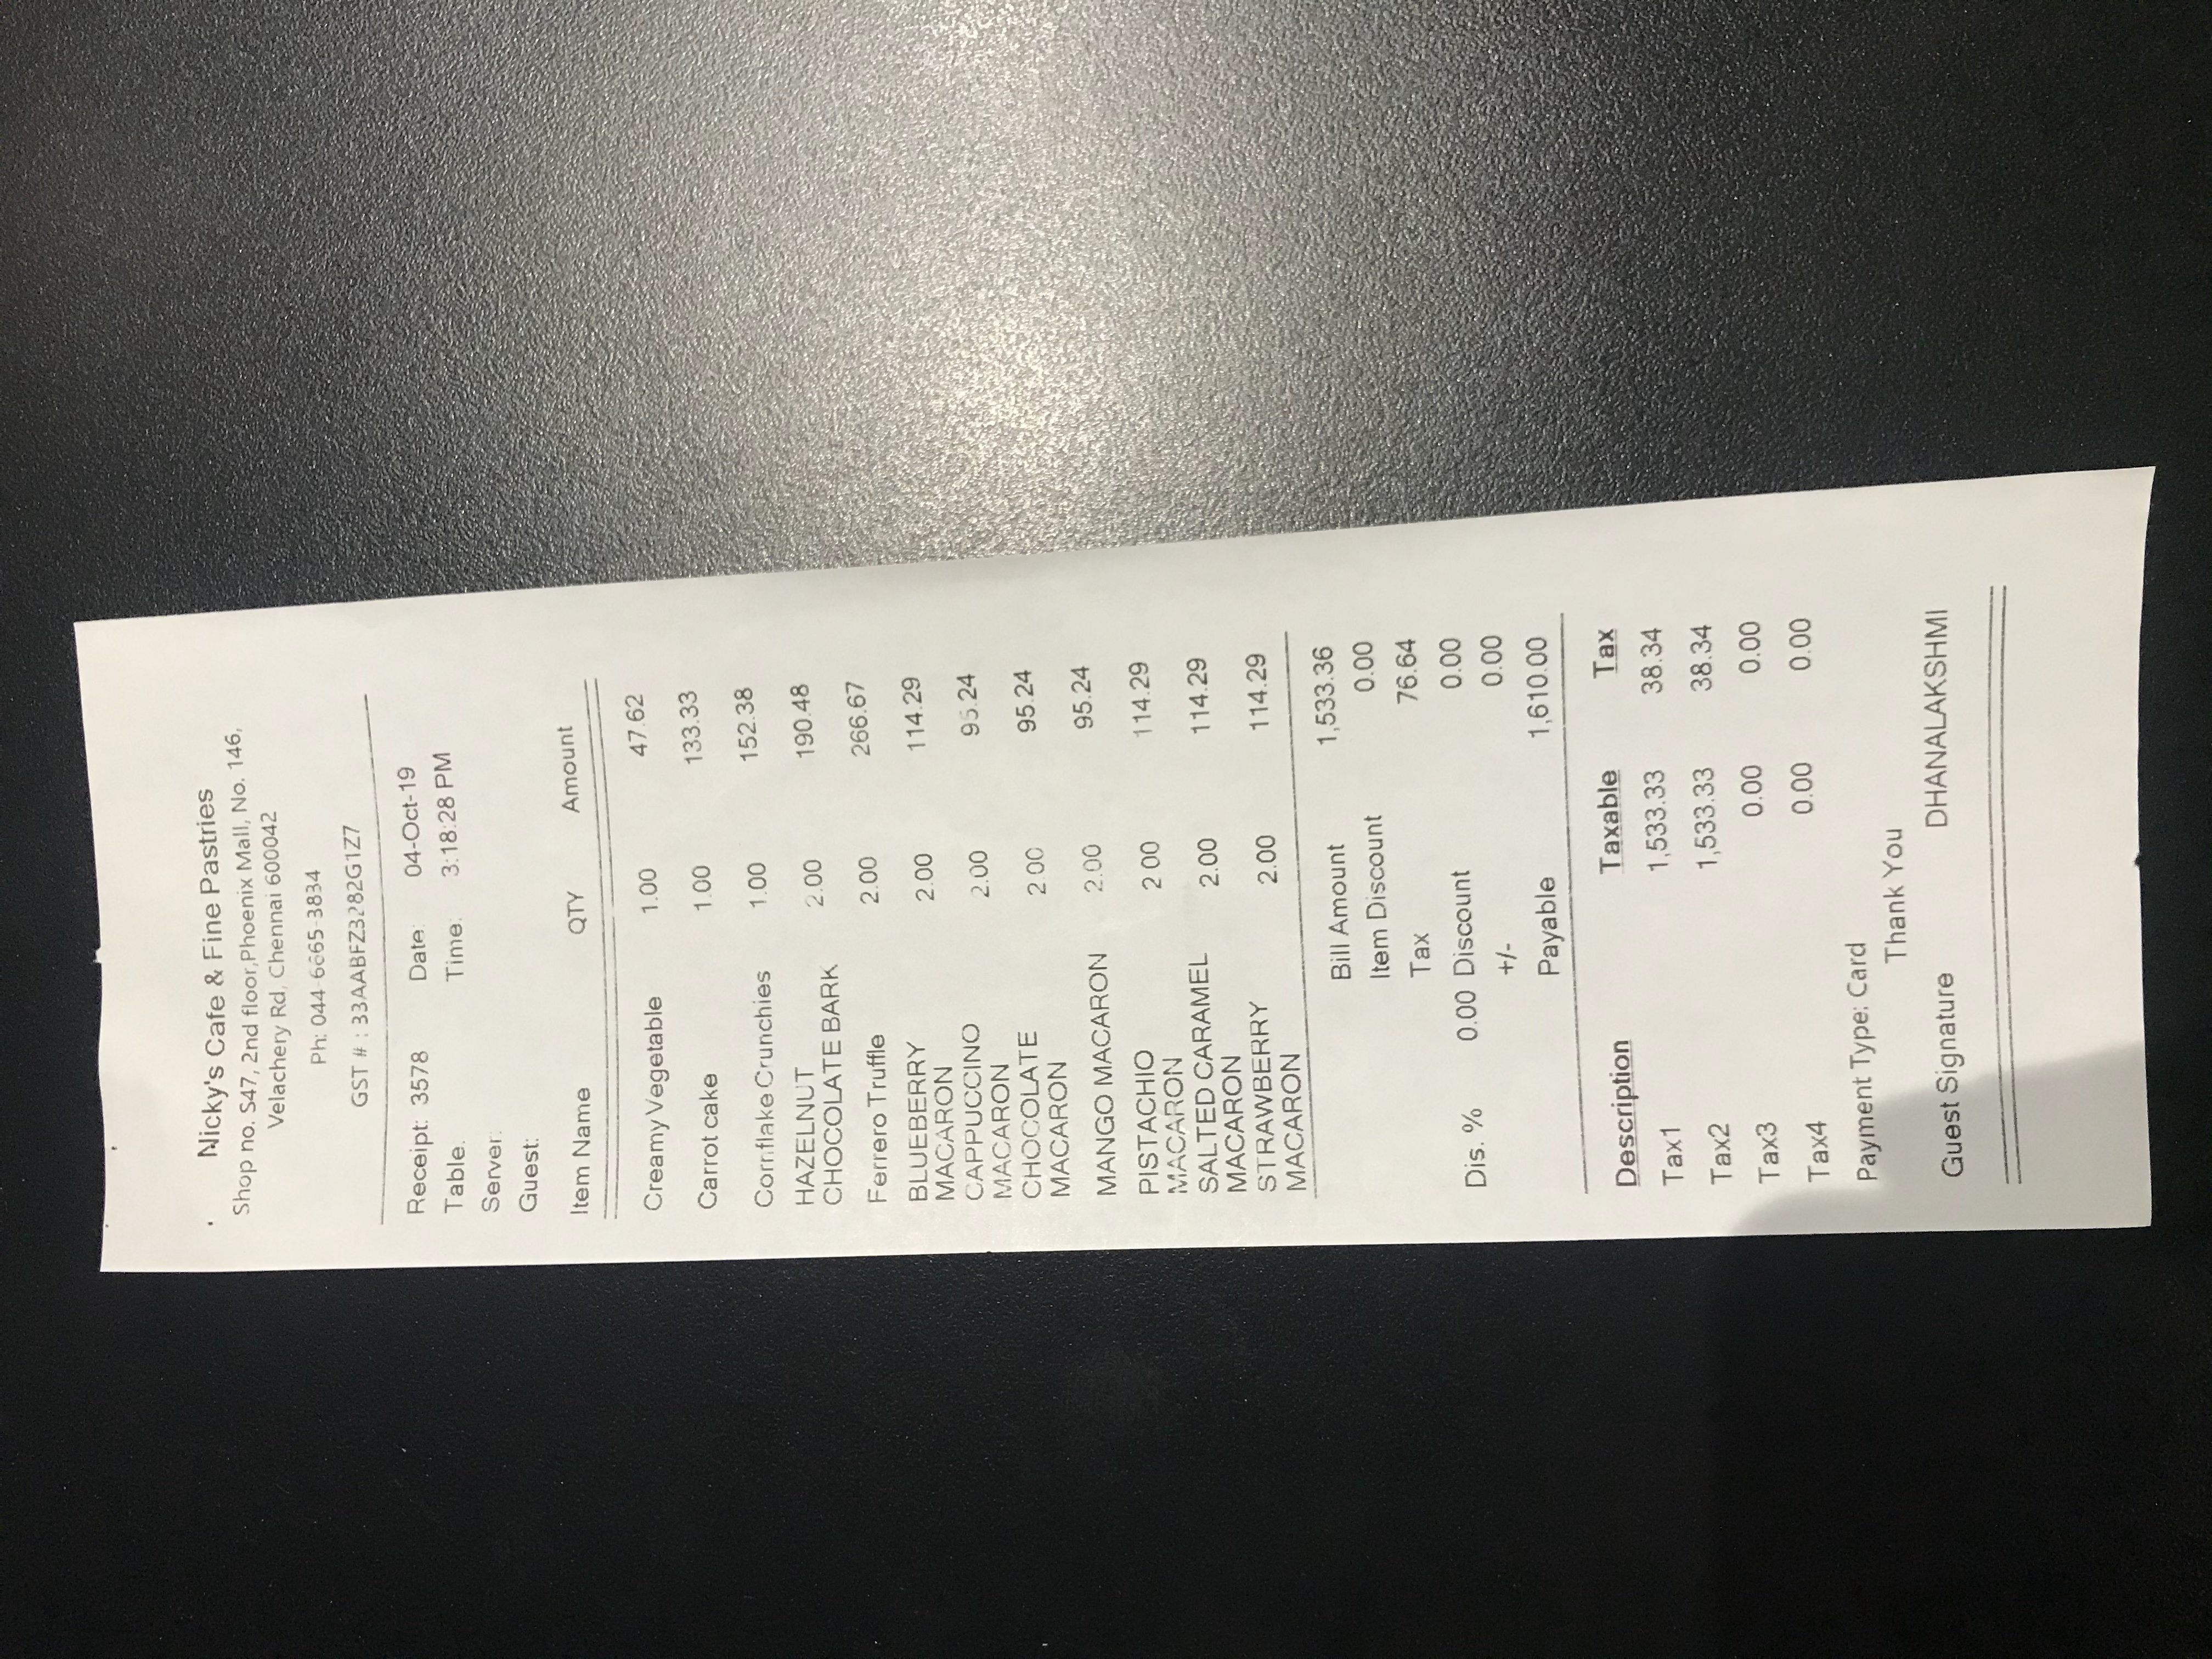 Nicky's Cafe & Fine Pastries
Shop no. S47, 2nd floor,Phoenix Mall, No. 146,
Velachery Rd, Chennai 600042
Ph: 044-6665-3834
GST # : 33AABFZ3282G1Z7
Receipt: 3578 Date: 04-Oct-19
Table. Time: 3:18:28 PM
Server:
Guest:
Item Name QTY Amount
Creamy Vegetable 1.00 47.62
Carrot cake 1.00 133.33
Cornflake Crunchies 1.00 152.38
HAZELNUT
CHOCOLATE BARK 2.00 190.48
Ferrero Truffle 2.00 266.67
BLUEBERRY
MACARON 2.00 114.29
CAPPUCCINO
MACARON 2.00 95.24
CHOCOLATE
MACARON 2.00 95.24
MANGO MACARON 2.00 95.24
PISTACHIO
MACARON 2.00 114.29
SALTED CARAMEL
MACARON 2.00 114.29
STRAWBERRY
MACARON 2.00 114.29
Bill Amount 1,533.36
Item Discount 0.00
Tax 76.64
Dis. % 0.00 Discount 0.00
+/- 0.00
Payable 1,610.00
Description Taxable Tax
Tax1 1,533.33 38.34
Tax2 1,533.33 38.34
Tax3 0.00 0.00
Tax4 0.00 0.00
Payment Type: Card
Thank You
Guest Signature DHANALAKSHMI